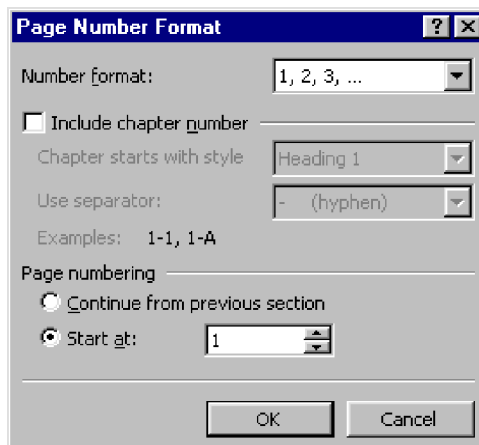 Page Number Format
Number format: 1, 2, 3, ...
Include chapter number
Chapter starts with style Heading 1
Use separator: - (hyphen)
Examples: 1-1, 1-A
Page numbering
Continue from previous section
Start at: 1
OK Cancel